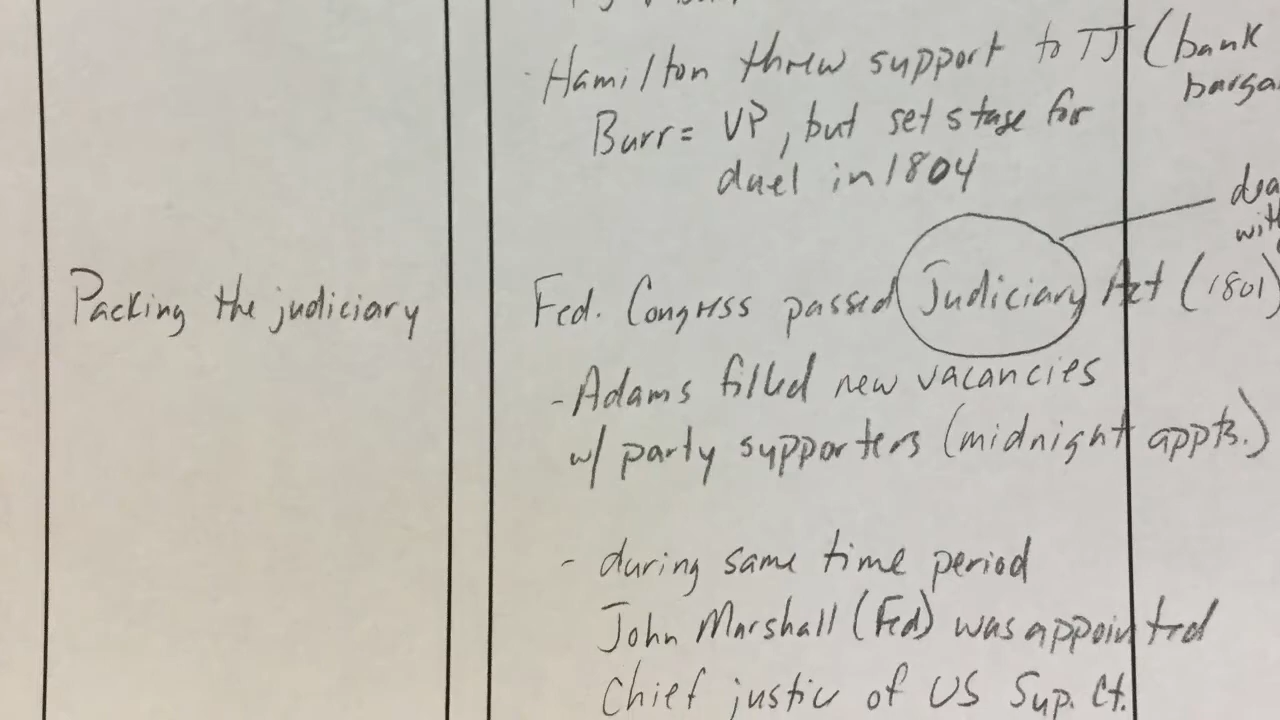 Hamilton threw support to TJ (bank
Burr = VP, but set stage for
duel in 1804
Packing the judiciary
Fed. Congress passed Judiciary Act (1801)
- Adams filled new vacancies
w/ party supporters (midnight appts.)
- during same time period
John Marshall (Fed) was appointed
Chief justice of US Sup. Ct.